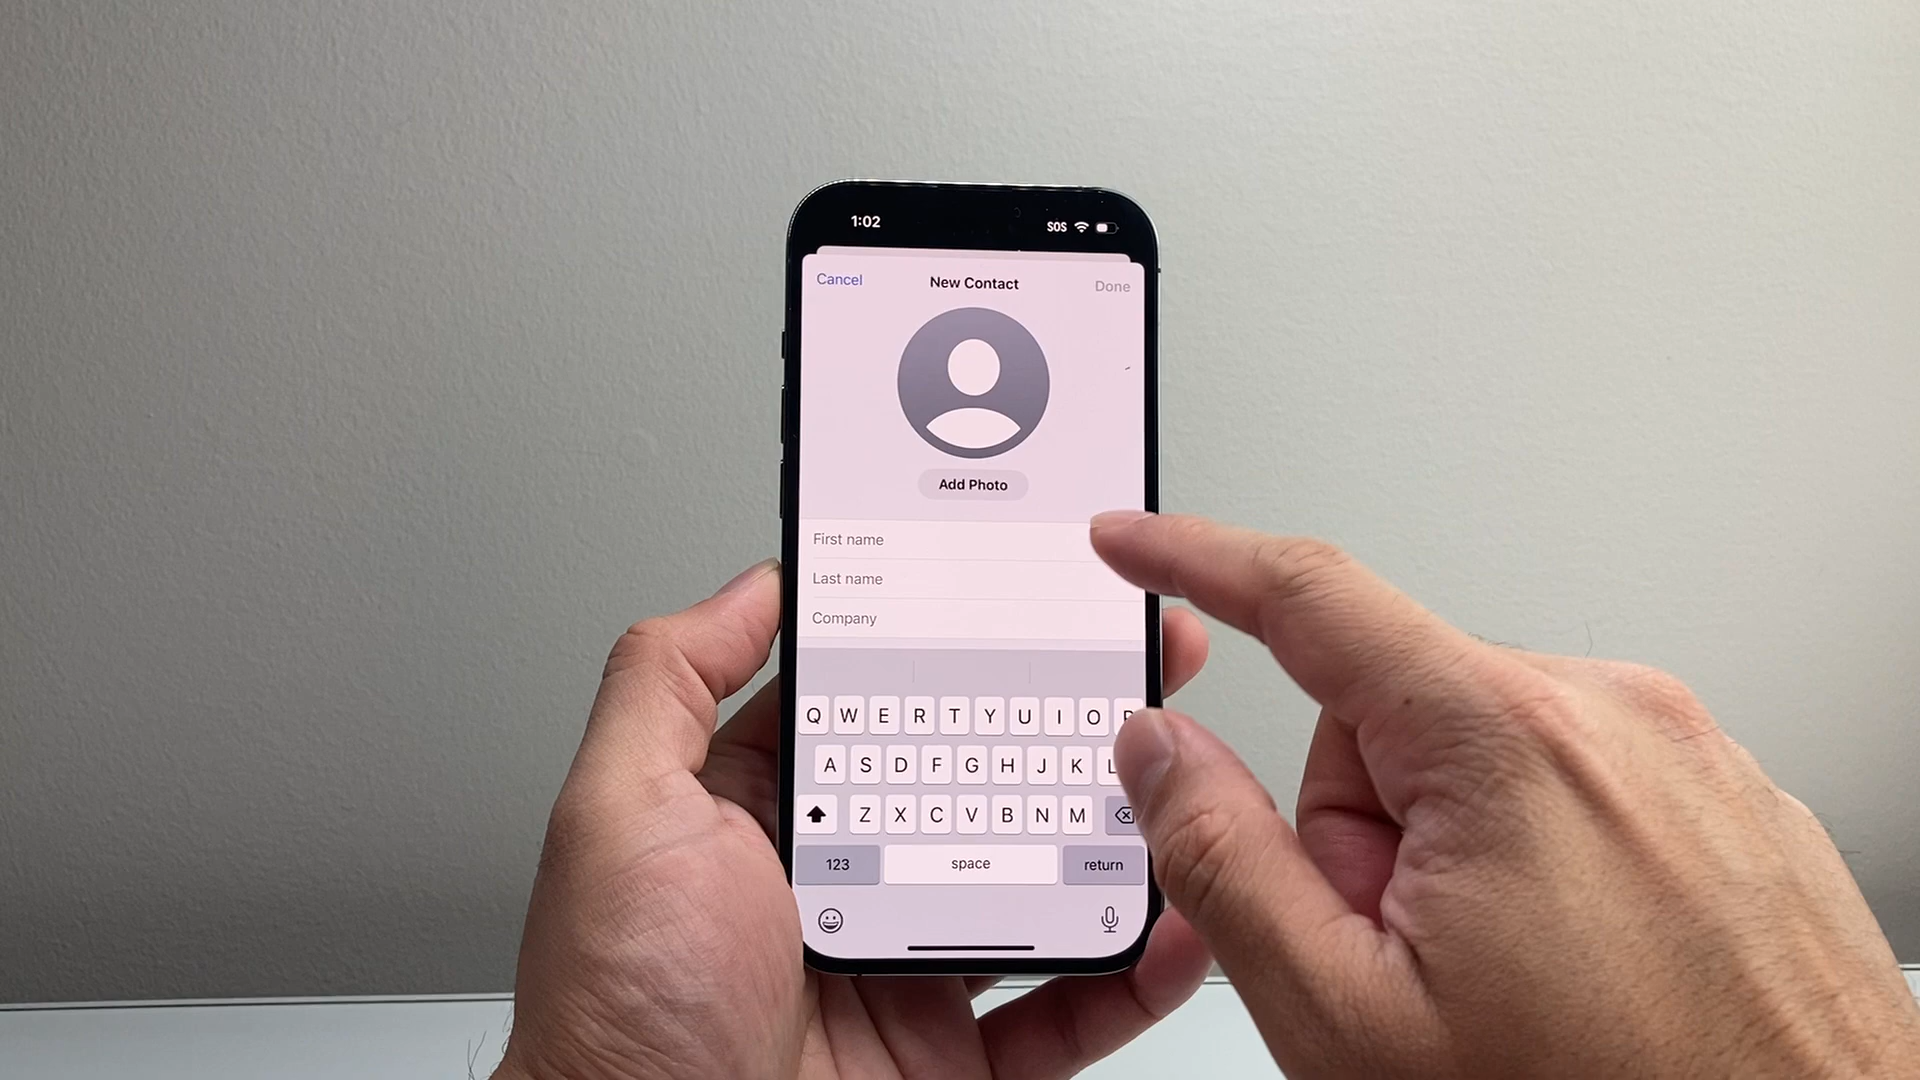 1:02 SOS
Cancel New Contact Done
Add Photo
First name
Last name
Company
Q W E R T Y U I O P
A S D F G H J K L
Z X C V B N M
123 space return